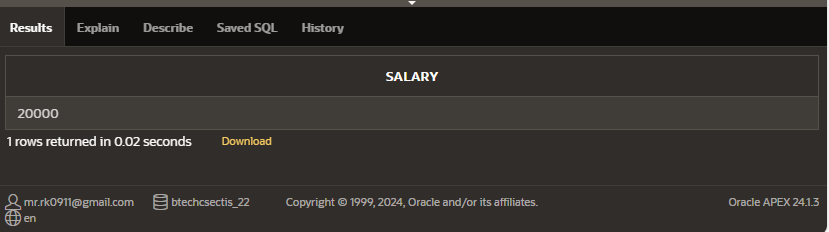 Results Explain Describe Saved SQL History
SALARY
20000
1 rows returned in 0.02 seconds Download
mr.rk0911@gmail.com btechcsectis_22 Copyright © 1999, 2024, Oracle and/or its affiliates. Oracle APEX 24.1.3
en